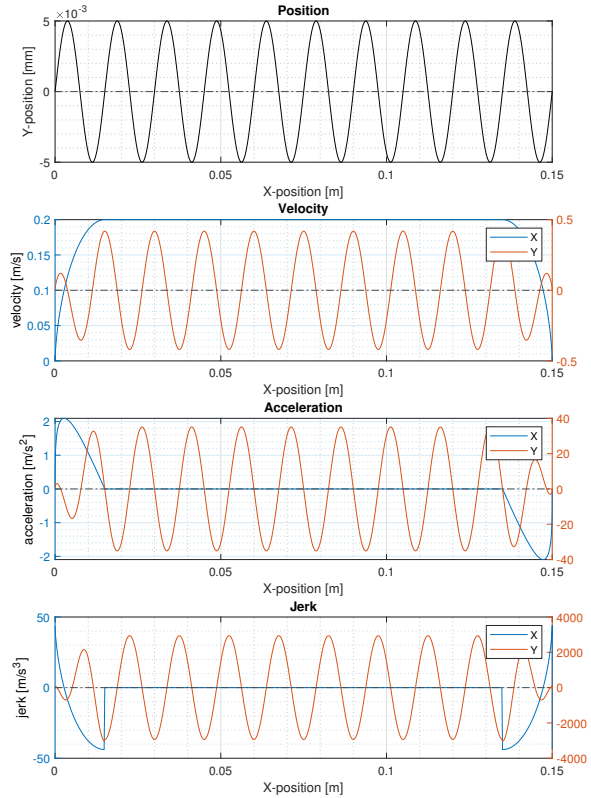 Position
×10⁻³
5
0
-5
Y-position [mm]
0 0.05 0.1 0.15
X-position [m]
Velocity
0.2
0.15
0.1
0.05
0
velocity [m/s]
0.5
0
-0.5
X
Y
0 0.05 0.1 0.15
X-position [m]
Acceleration
2
1
0
-1
-2
acceleration [m/s²]
40
20
0
-20
-40
X
Y
0 0.05 0.1 0.15
X-position [m]
Jerk
50
0
-50
jerk [m/s³]
4000
2000
0
-2000
-4000
X
Y
0 0.05 0.1 0.15
X-position [m]